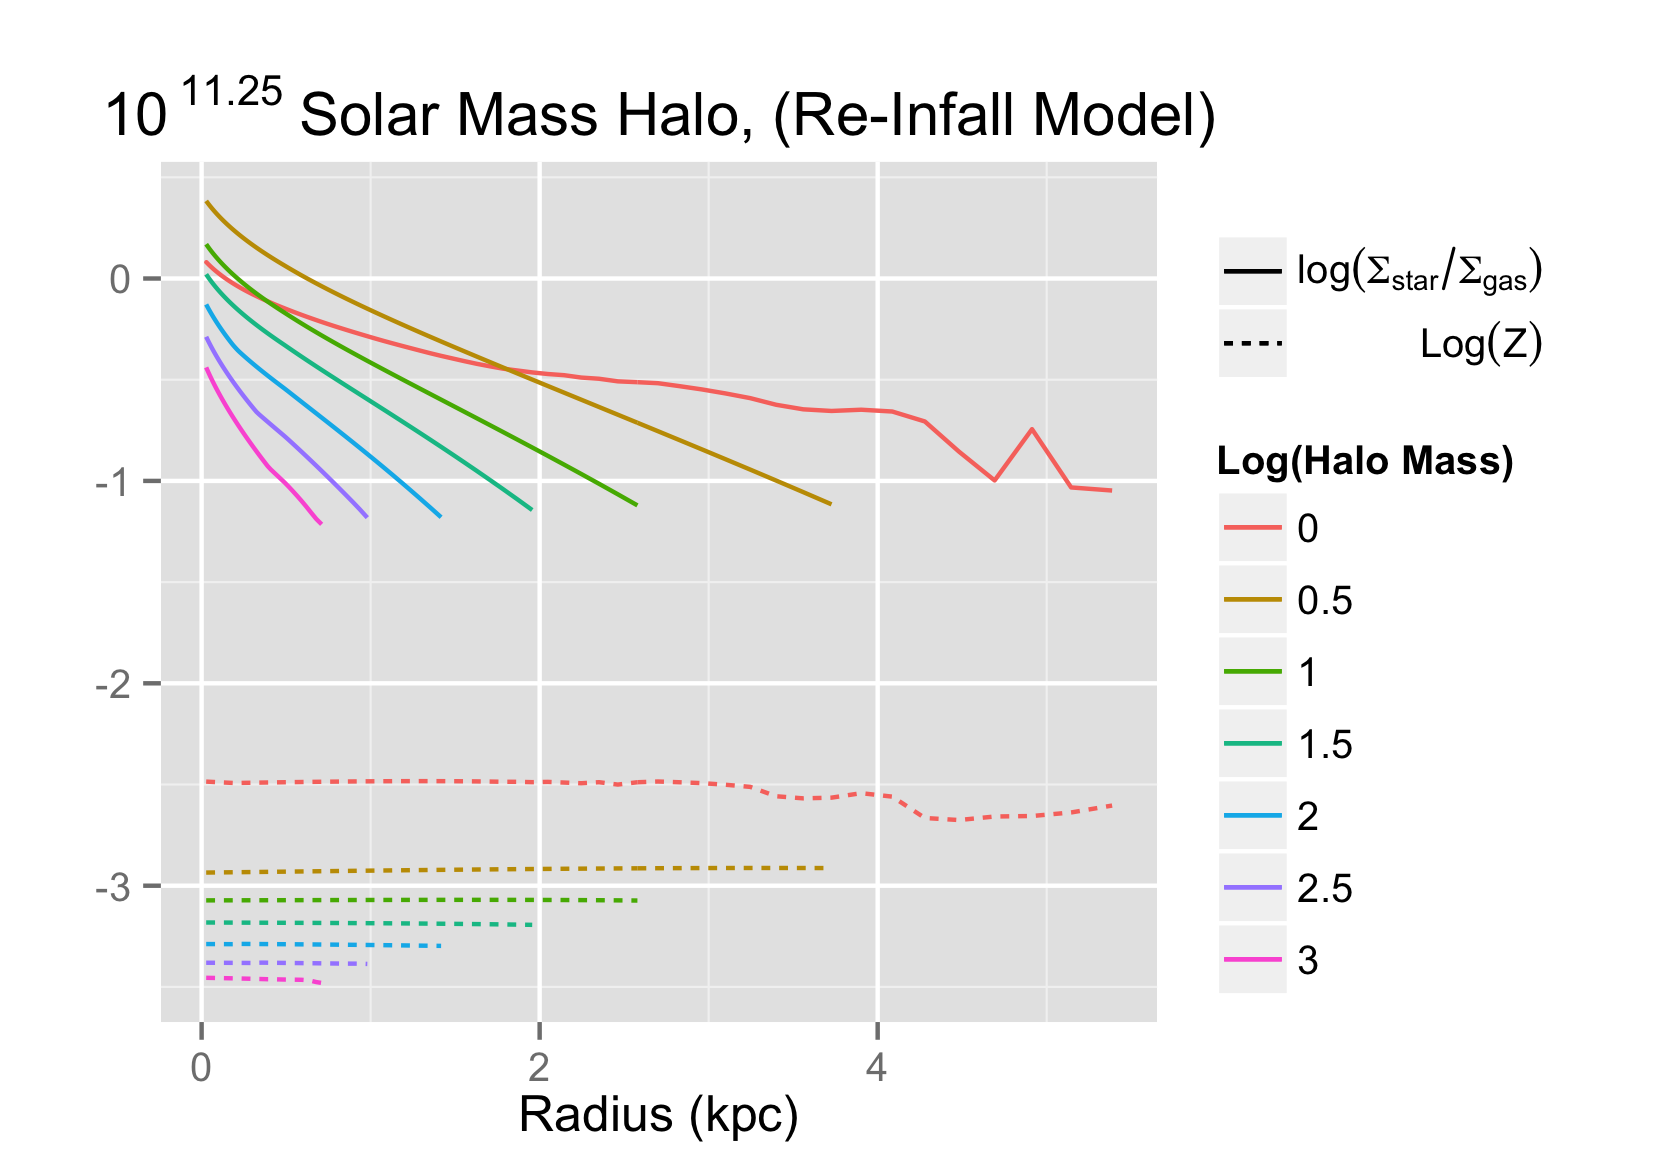 10 11.25 Solar Mass Halo, (Re-Infall Model)
0
-1
-2
-3
0 2 4
Radius (kpc)
log(Σstar/Σgas)
Log(Z)
Log(Halo Mass)
0
0.5
1
1.5
2
2.5
3